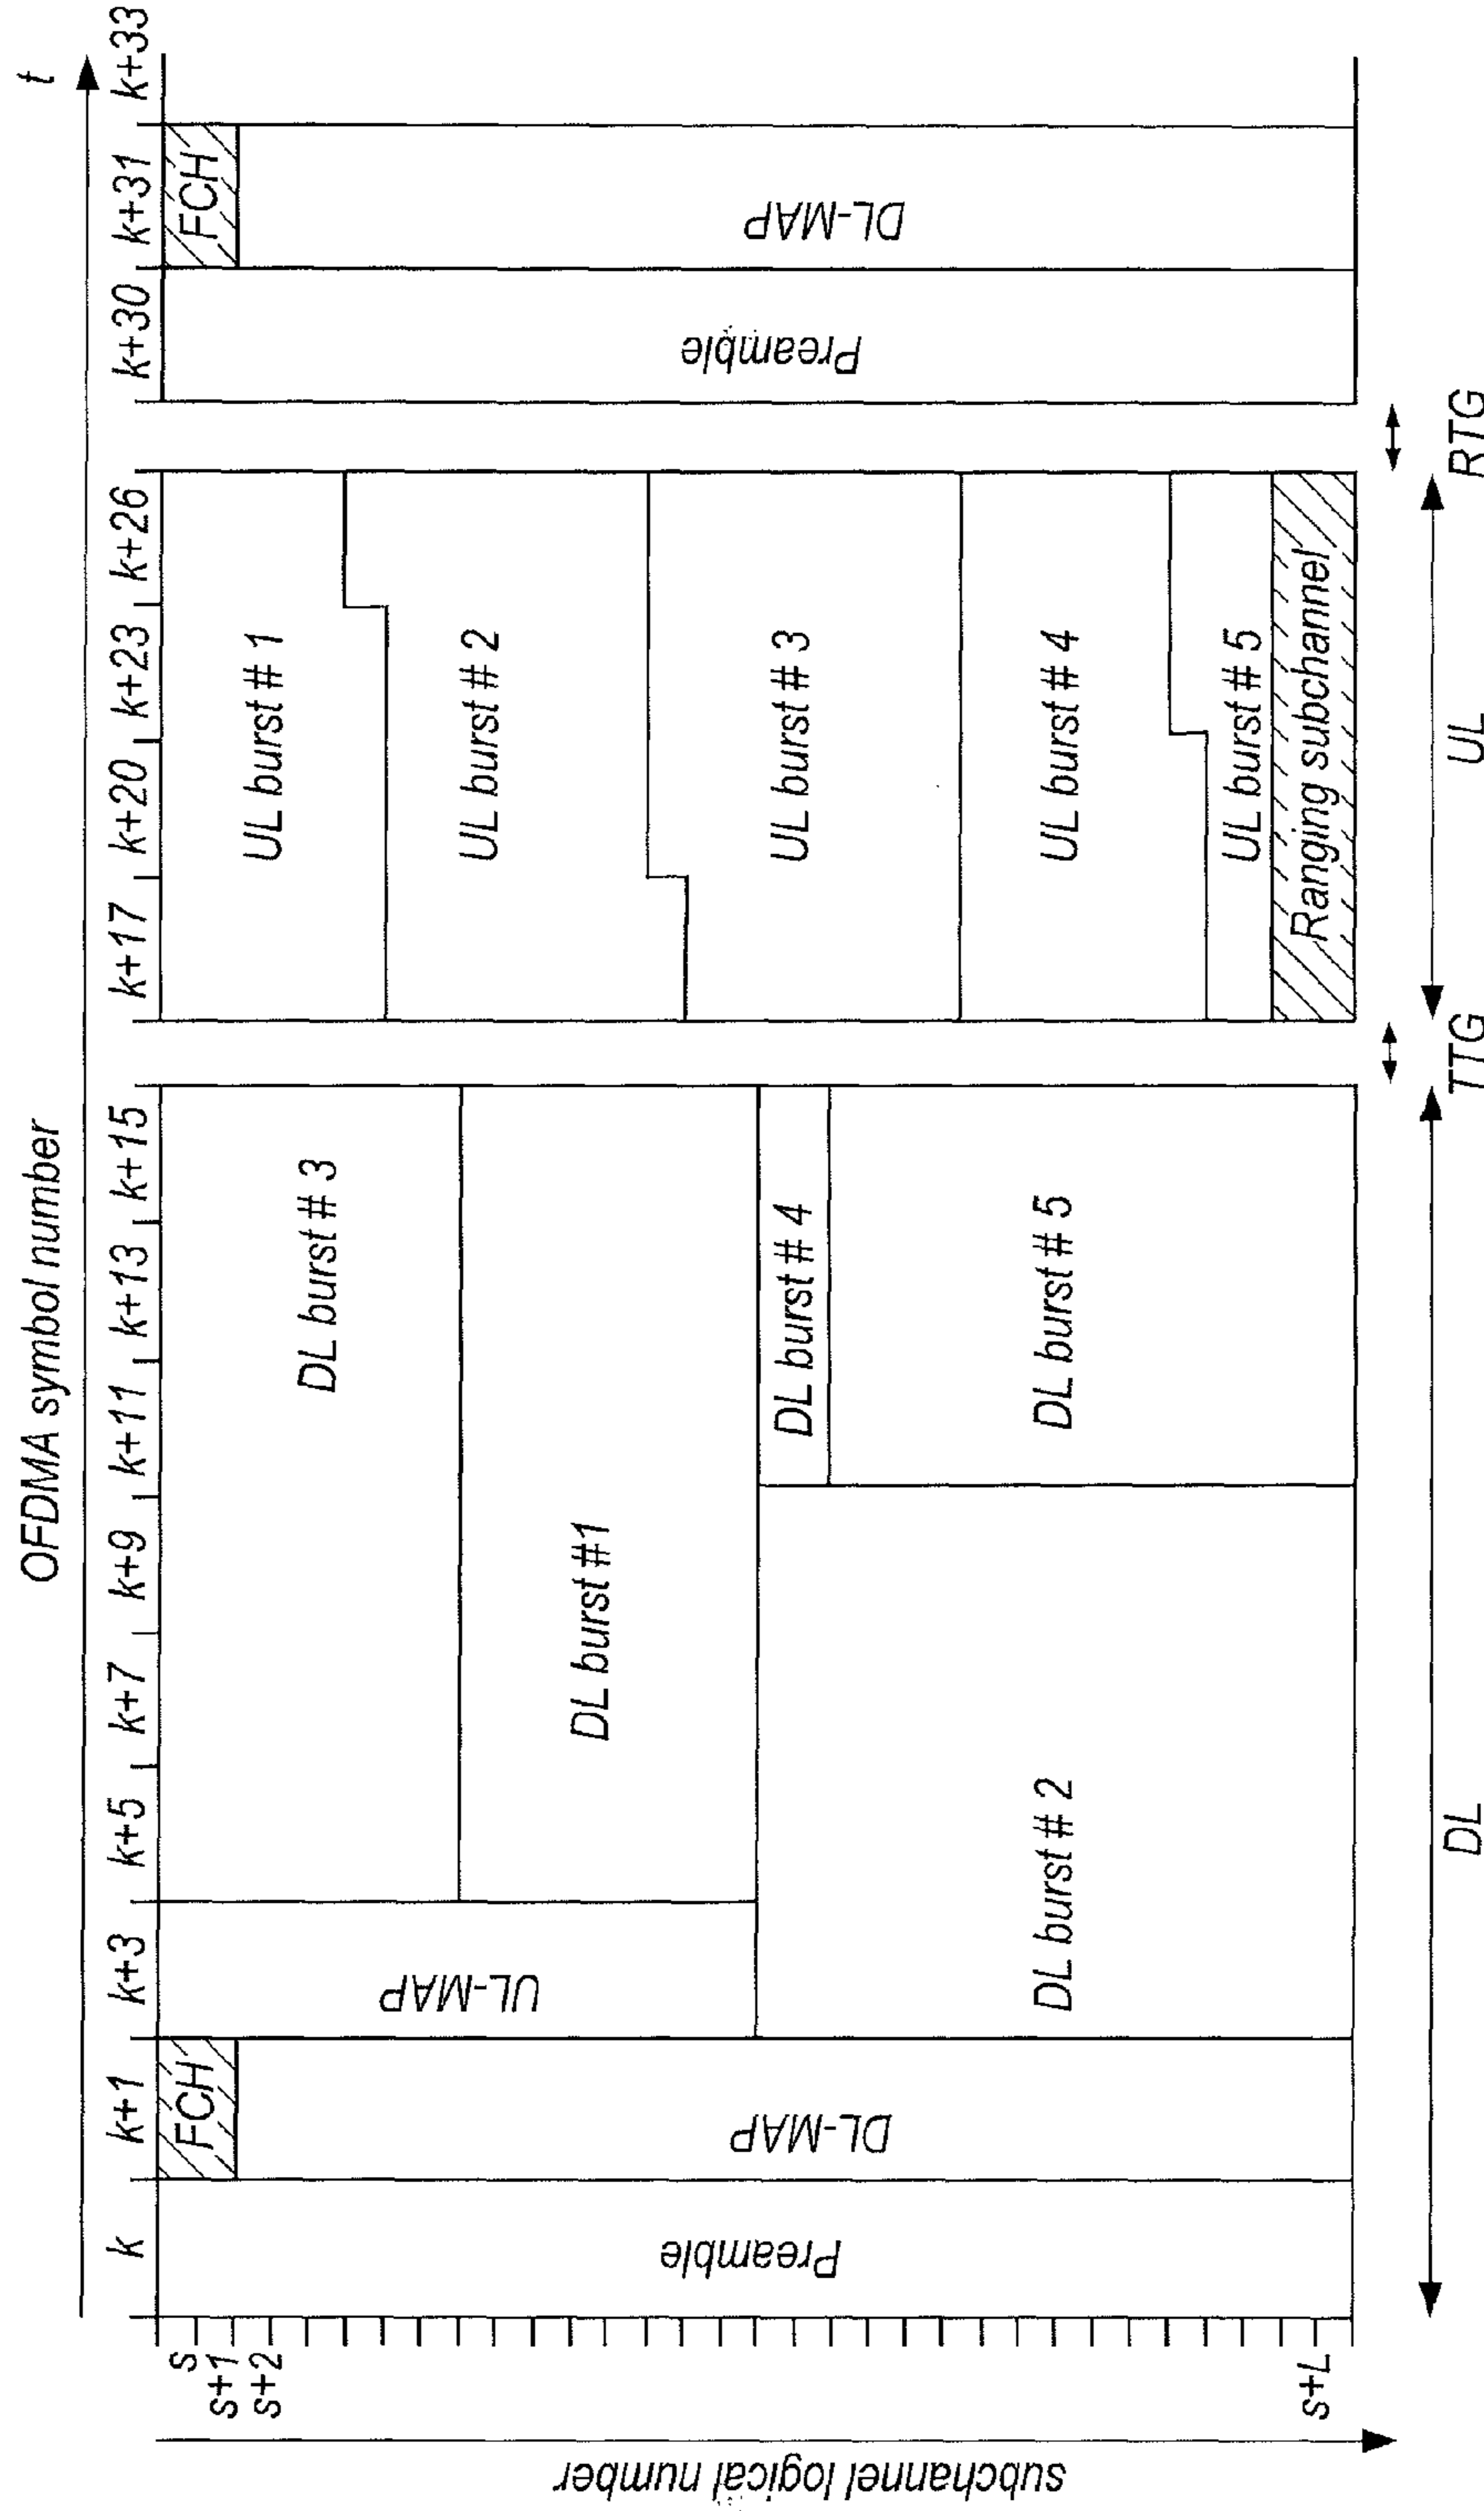 OFDMA symbol number
t
k
k+1
k+3
k+5
k+7
k+9
k+11
k+13
k+15
k+17
k+20
k+23
k+26
k+30
k+31
k+33
subchannel logical number
s
s+1
s+2
s+L
Preamble
FCH
DL-MAP
UL-MAP
DL burst # 3
DL burst #1
DL burst # 2
DL burst # 4
DL burst # 5
UL burst # 1
UL burst # 2
UL burst # 3
UL burst # 4
UL burst # 5
Ranging subchannel
Preamble
FCH
DL-MAP
DL
TTG
UL
RTG